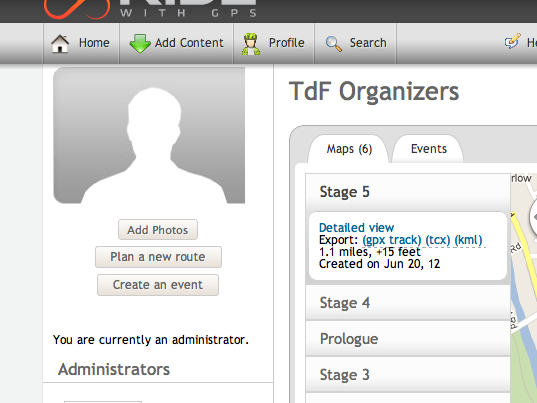 WITH GPS
Home
Add Content
Profile
Search
TdF Organizers
Maps (6)
Events
Stage 5
Detailed view
Export: (gpx track) (tcx) (kml)
1.1 miles, +15 feet
Created on Jun 20, 12
Stage 4
Prologue
Stage 3
Add Photos
Plan a new route
Create an event
You are currently an administrator.
Administrators
rlow
Rd